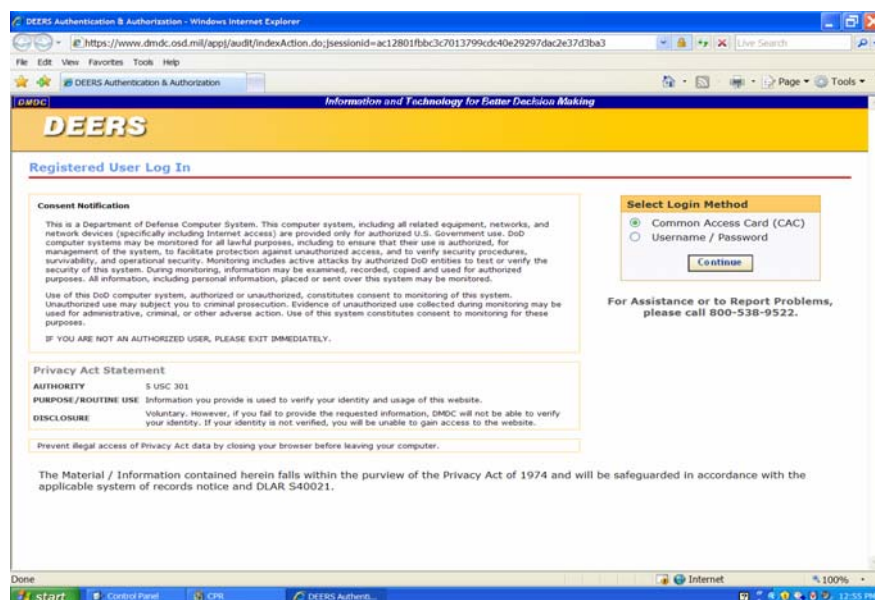 DEERS Authentication & Authorization - Windows Internet Explorer
https://www.dmdc.osd.mil/appj/audit/indexAction.do;jsessionid=ac12801fbbc3c7013799cdc40e29297dac2e37d3ba3
Live Search
File Edit View Favorites Tools Help
DEERS Authentication & Authorization
Page Tools
DMDC Information and Technology for Better Decision Making
DEERS
Registered User Log In
Consent Notification
This is a Department of Defense Computer System. This computer system, including all related equipment, networks, and
network devices (specifically including Internet access) are provided only for authorized U.S. Government use. DoD
computer systems may be monitored for all lawful purposes, including to ensure that their use is authorized, for
management of the system, to facilitate protection against unauthorized access, and to verify security procedures,
survivability, and operational security. Monitoring includes active attacks by authorized DoD entities to test or verify the
security of this system. During monitoring, information may be examined, recorded, copied and used for authorized
purposes. All information, including personal information, placed or sent over this system may be monitored.
Use of this DoD computer system, authorized or unauthorized, constitutes consent to monitoring of this system.
Unauthorized use may subject you to criminal prosecution. Evidence of unauthorized use collected during monitoring may be
used for administrative, criminal, or other adverse action. Use of this system constitutes consent to monitoring for these
purposes.
IF YOU ARE NOT AN AUTHORIZED USER, PLEASE EXIT IMMEDIATELY.
Select Login Method
Common Access Card (CAC)
Username / Password
Continue
For Assistance or to Report Problems,
please call 800-538-9522.
Privacy Act Statement
AUTHORITY 5 USC 301
PURPOSE/ROUTINE USE Information you provide is used to verify your identity and usage of this website.
DISCLOSURE Voluntary. However, if you fail to provide the requested information, DMDC will not be able to verify
your identity. If your identity is not verified, you will be unable to gain access to the website.
Prevent illegal access of Privacy Act data by closing your browser before leaving your computer.
The Material / Information contained herein falls within the purview of the Privacy Act of 1974 and will be safeguarded in accordance with the
applicable system of records notice and DLAR S40021.
Done Internet 100%
start Control Panel CPR DEERS Authenti... 12:55 PM